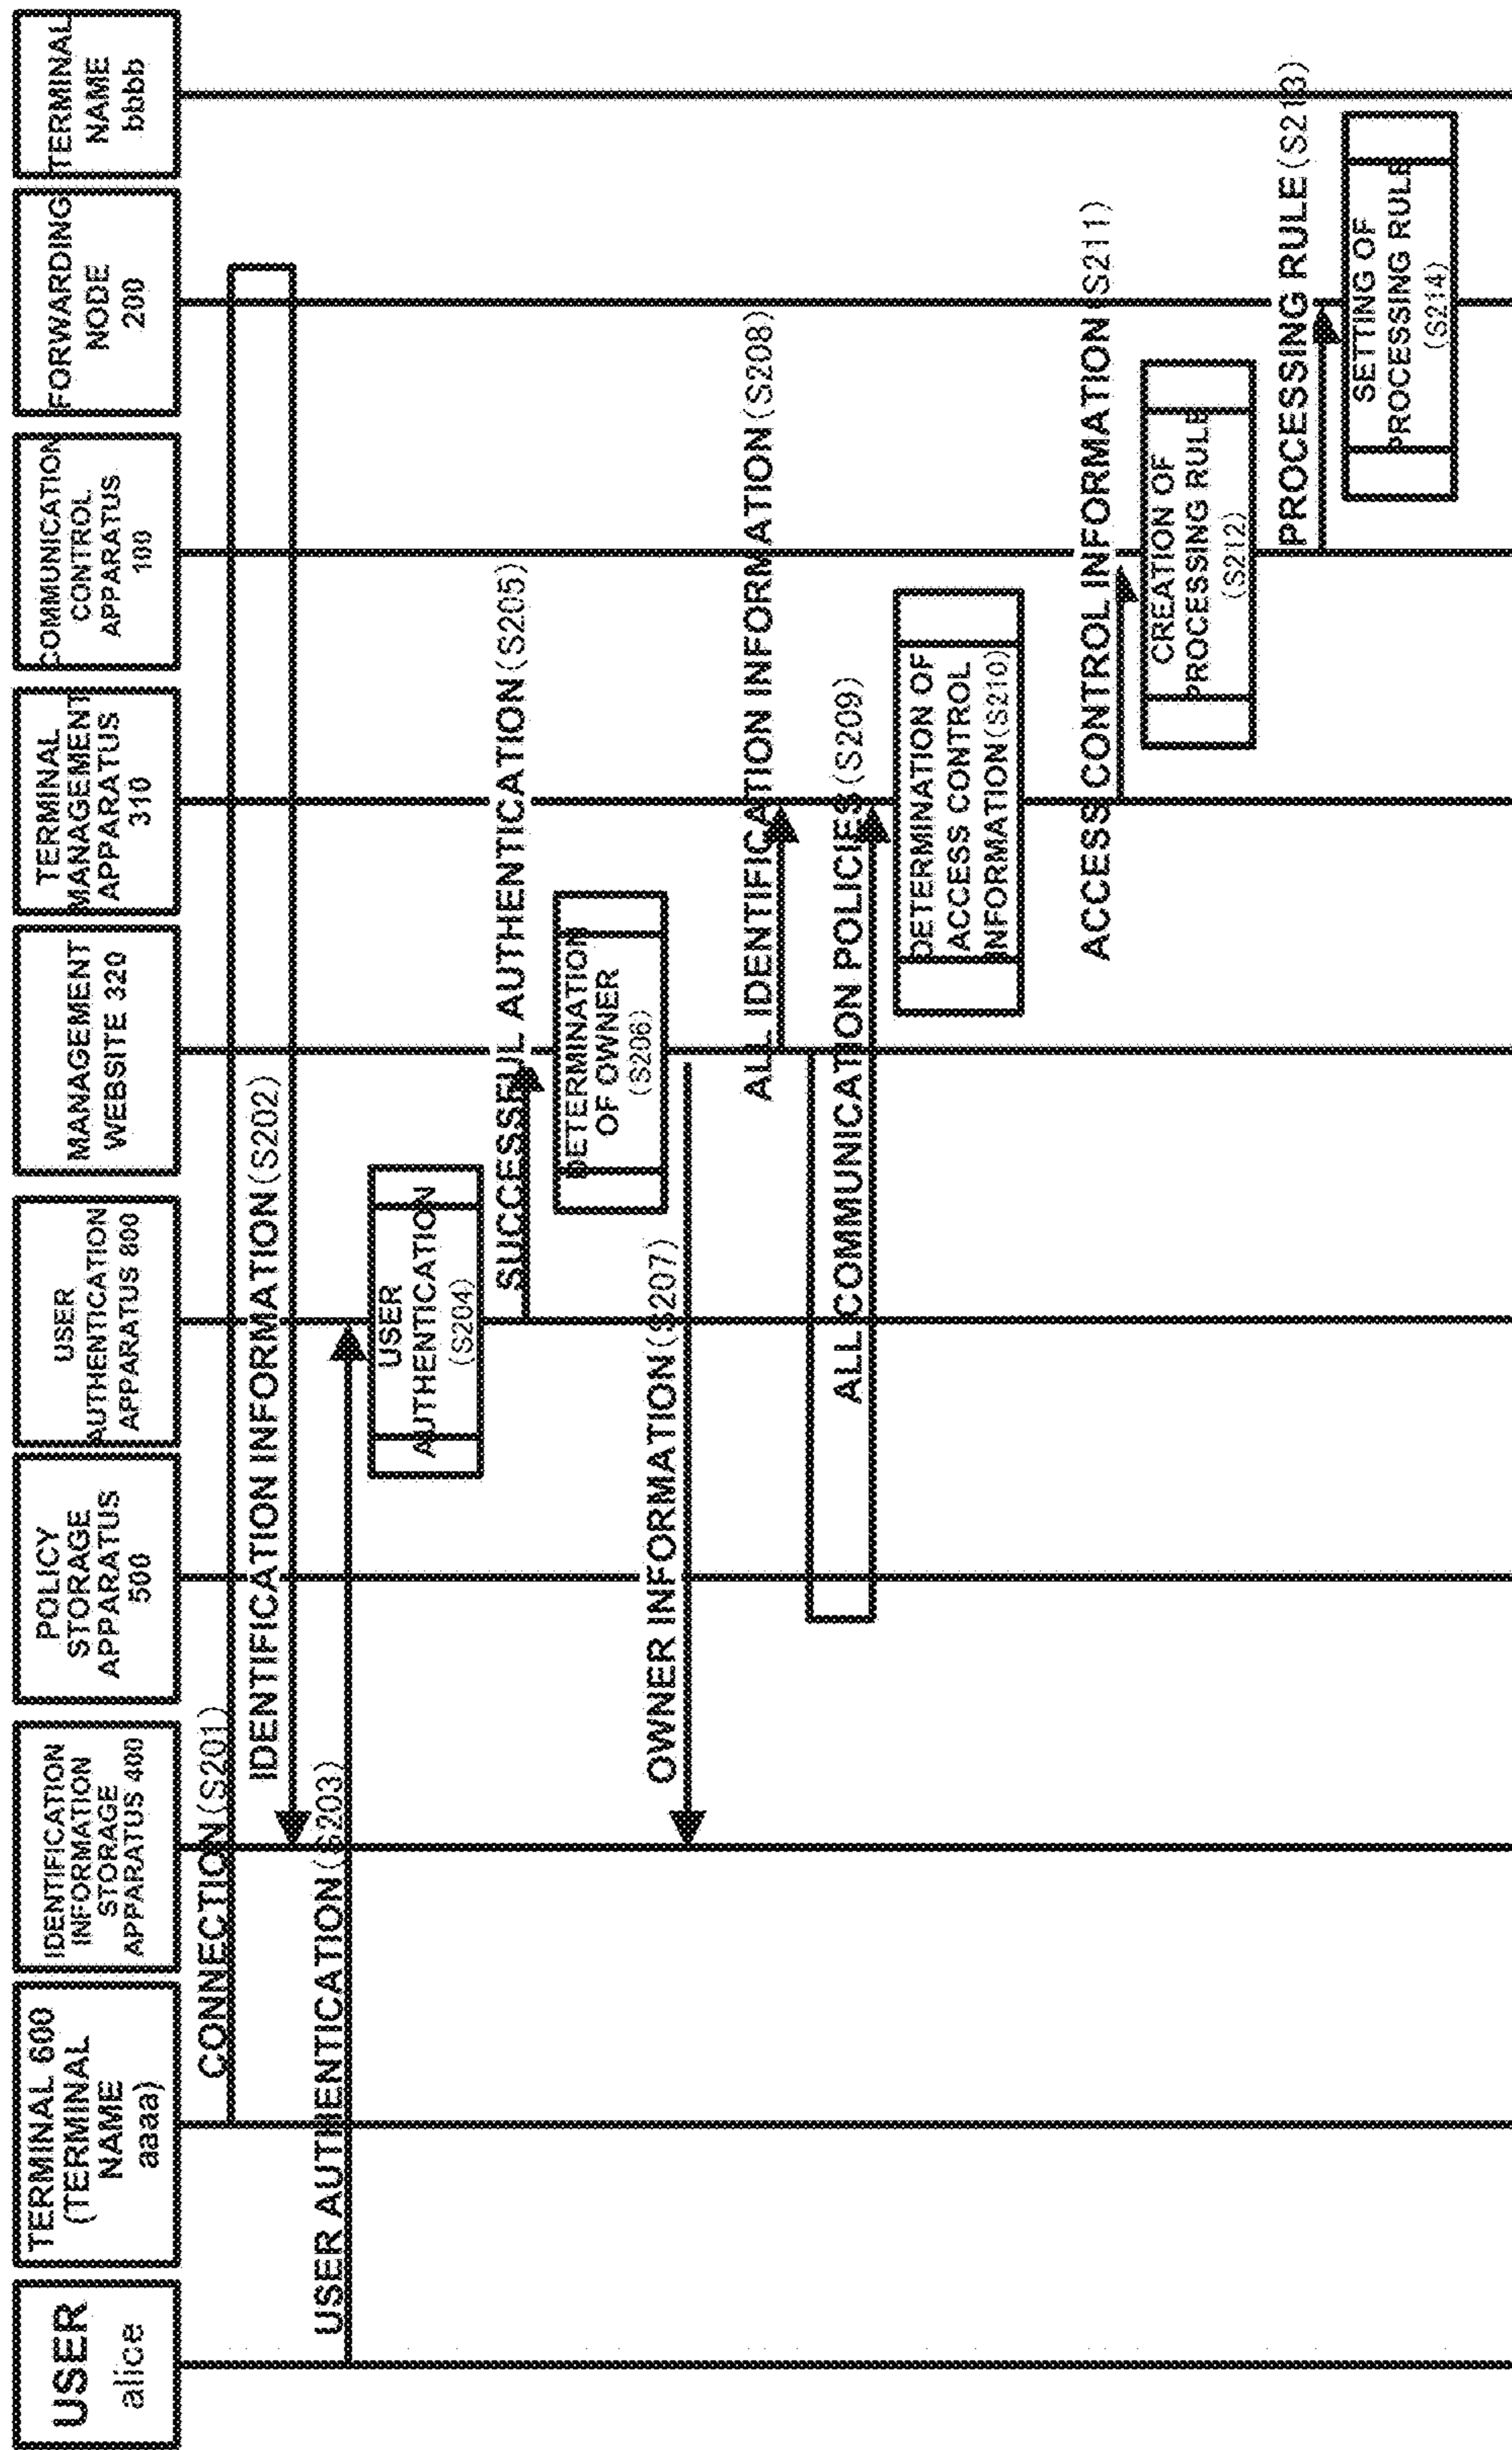 USER
alice
TERMINAL 600
(TERMINAL
NAME
aaaa)
IDENTIFICATION
INFORMATION
STORAGE
APPARATUS 400
POLICY
STORAGE
APPARATUS
500
USER
AUTHENTICATION
APPARATUS 800
MANAGEMENT
WEBSITE 320
TERMINAL
MANAGEMENT
APPARATUS
310
COMMUNICATION
CONTROL
APPARATUS
100
FORWARDING
NODE
200
TERMINAL
NAME
bbbb
CONNECTION(S201)
IDENTIFICATION INFORMATION(S202)
USER AUTHENTICATION(S203)
USER
AUTHENTICATION
(S204)
SUCCESSFUL AUTHENTICATION(S205)
DETERMINATION
OF OWNER
(S206)
OWNER INFORMATION(S207)
ALL IDENTIFICATION INFORMATION(S208)
ALL COMMUNICATION POLICIES(S209)
DETERMINATION OF
ACCESS CONTROL
INFORMATION(S210)
ACCESS CONTROL INFORMATION(S211)
CREATION OF
PROCESSING RULE
(S212)
PROCESSING RULE(S213)
SETTING OF
PROCESSING RULE
(S214)